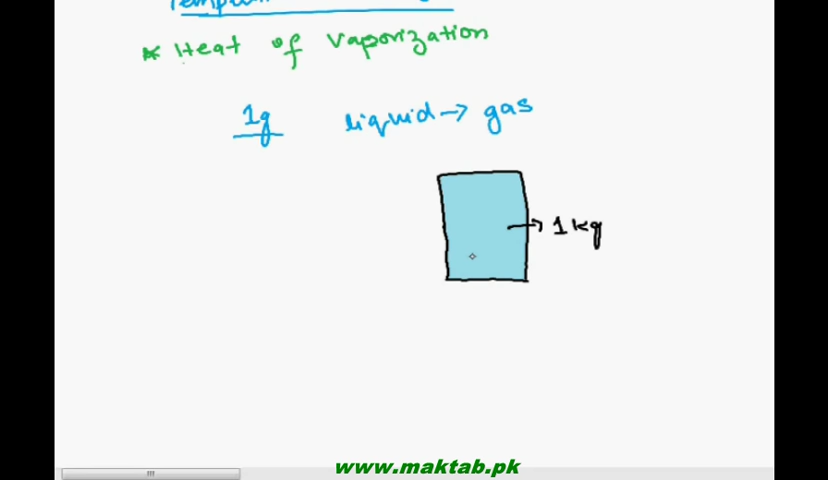 * Heat of Vaporization
1g liquid → gas
→ 1 kg
www.maktab.pk